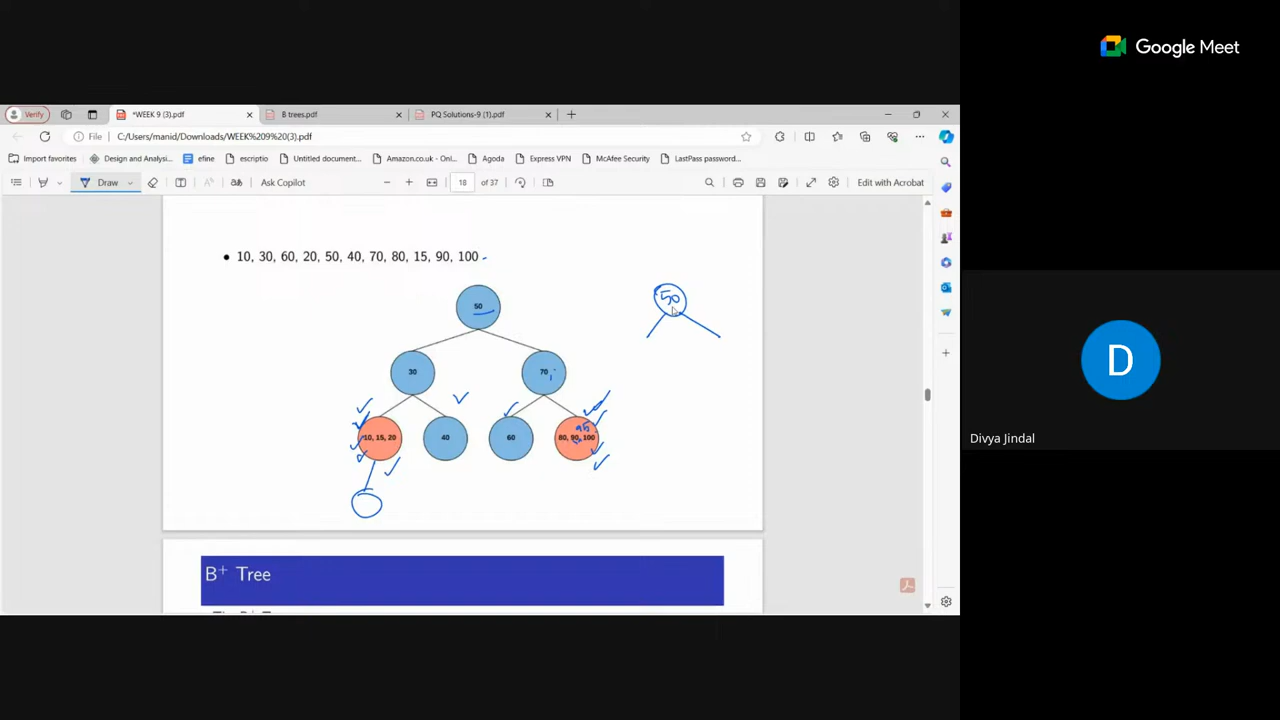 Google Meet
Verify
*WEEK 9 (3).pdf
B trees.pdf
PQ Solutions-9 (1).pdf
File
C:/Users/manid/Downloads/WEEK%209%20(3).pdf
Import favorites
Design and Analysi...
efine
escriptio
Untitled document...
Amazon.co.uk - Onl...
Agoda
Express VPN
McAfee Security
LastPass password...
Draw
Ask Copilot
18 of 37
Edit with Acrobat
• 10, 30, 60, 20, 50, 40, 70, 80, 15, 90, 100
50
50
30
70
10, 15, 20
40
60
95
80, 90, 100
D
Divya Jindal
B+ Tree